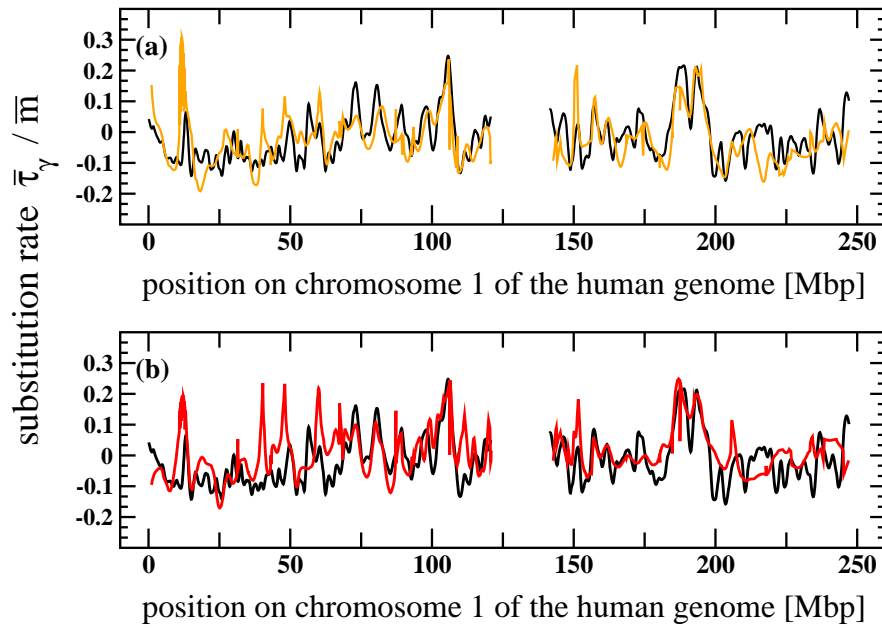 substitution rate τ̅γ / m̅
(a)
0.3
0.2
0.1
0
-0.1
-0.2
0 50 100 150 200 250
position on chromosome 1 of the human genome [Mbp]
(b)
0.3
0.2
0.1
0
-0.1
-0.2
0 50 100 150 200 250
position on chromosome 1 of the human genome [Mbp]